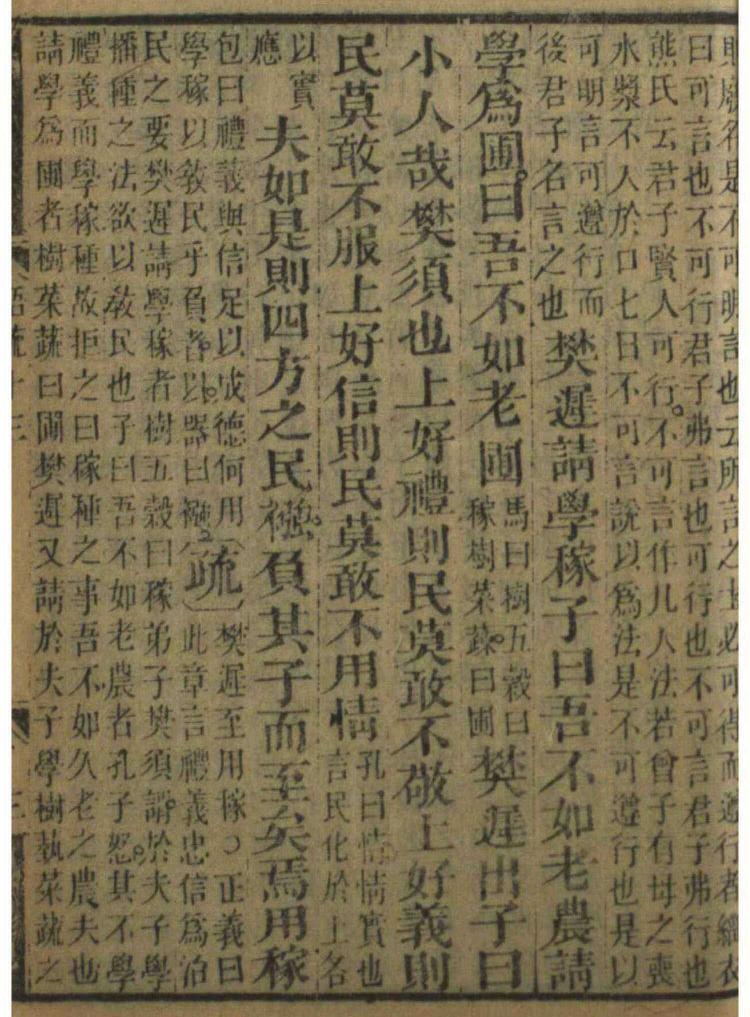 則廢名是不可明言也云所言之士必可得而遵行者緇衣
曰可言也不可行君子弗言也可行也不可言君子弗行也
熊氏云君子賢人可行不可言作凡人法若曾子有母之喪
水漿不入於口七日不可言說以爲法是不可遵行也是以
可明言可遵行而
後君子名言之也
樊遲請學稼子曰吾不如老農請
學爲圃曰吾不如老圃
馬曰樹五穀曰
稼樹菜蔬曰圃
樊遲出子曰
小人哉樊須也上好禮則民莫敢不敬上好義則
民莫敢不服上好信則民莫敢不用情
孔曰情情實也
言民化於上各
以實
應
夫如是則四方之民襁負其子而至矣焉用稼
包曰禮義與信足以成德何用
學稼以敎民乎負者以器曰襁
〔疏〕
樊遲至用稼○正義曰
此章言禮義忠信爲治
民之要樊遲請學稼者樹五穀曰稼弟子樊須謂於夫子學
播種之法欲以敎民也子曰吾不如老農者孔子怒其不學
禮義而學稼種故拒之曰稼種之事吾不如久老之農夫也
請學爲圃者樹菜蔬曰圃樊遲又請於夫子學樹蓺菜蔬之